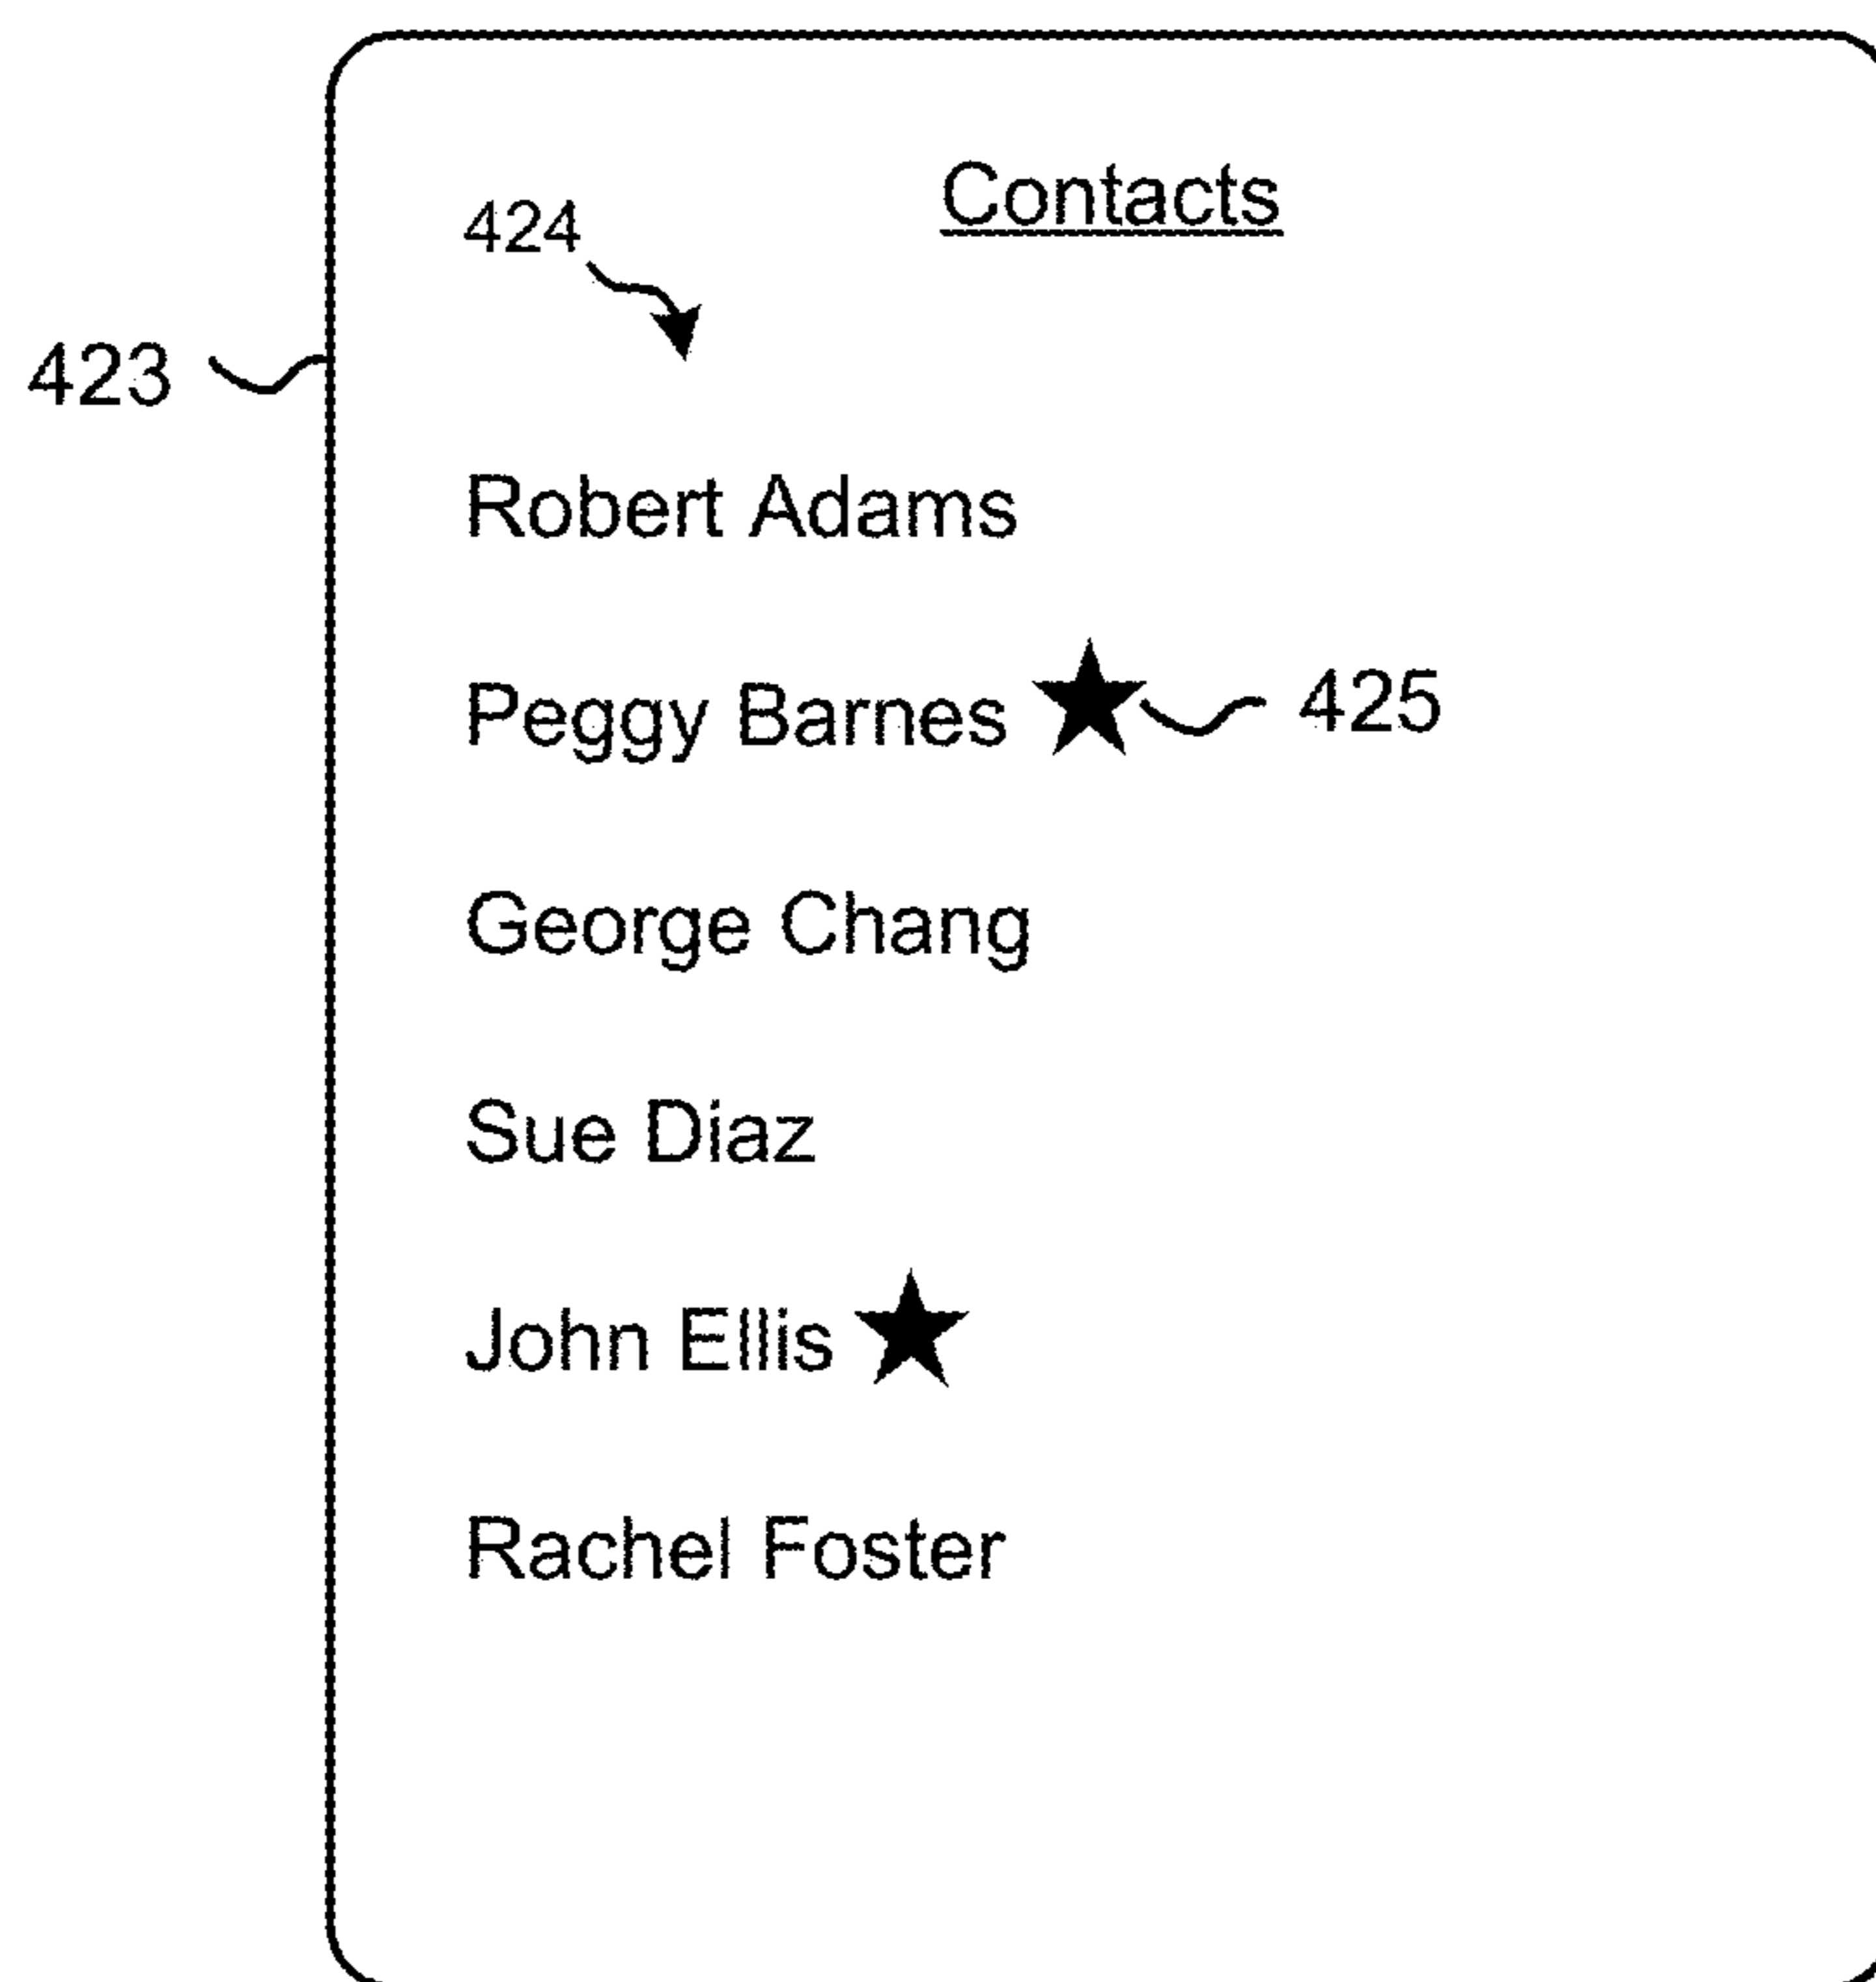 Contacts
424
423
Robert Adams
Peggy Barnes 425
George Chang
Sue Diaz
John Ellis
Rachel Foster